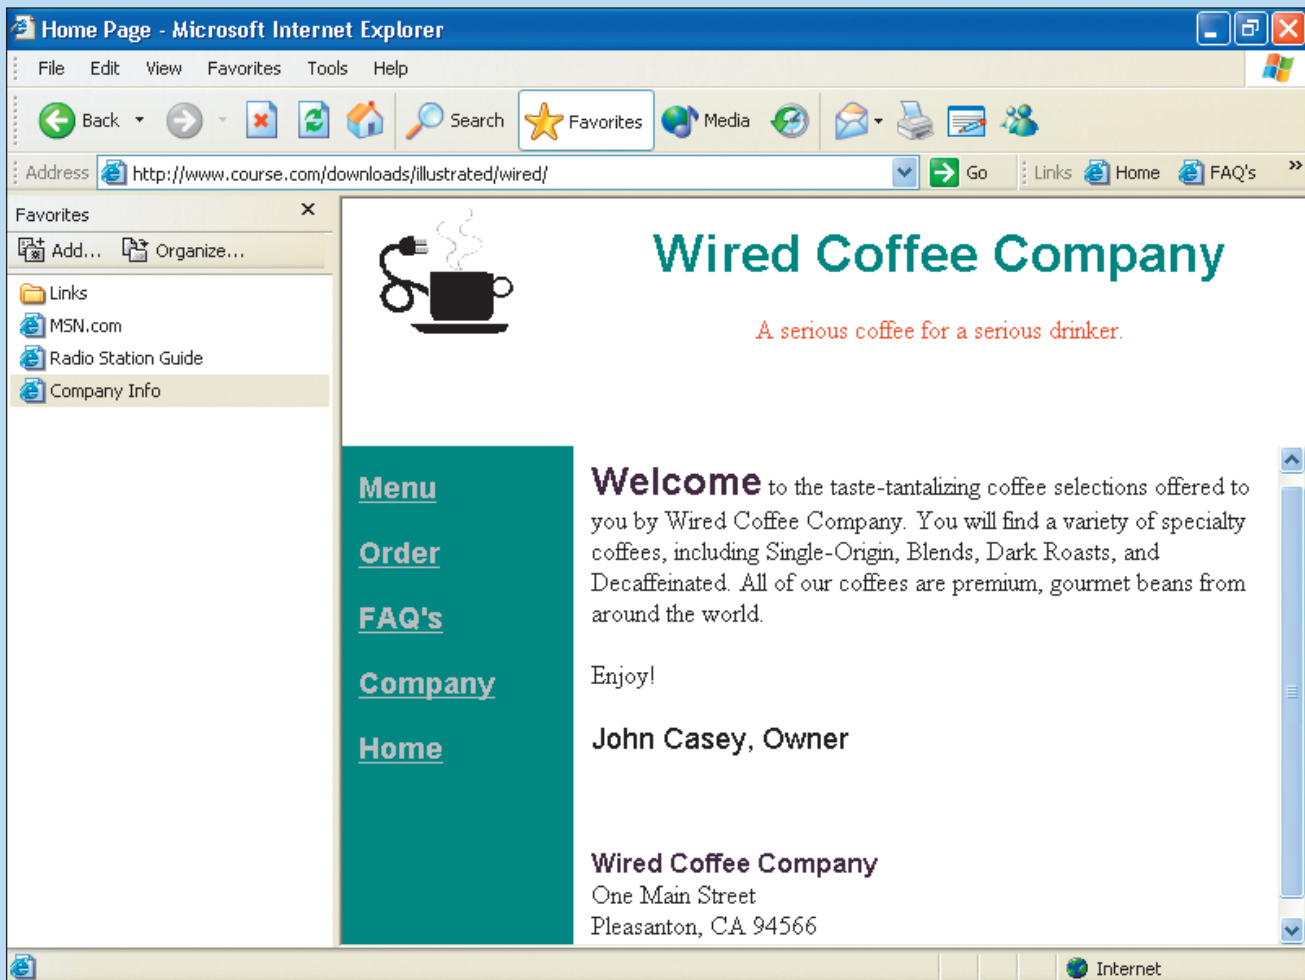 Home Page - Microsoft Internet Explorer
File Edit View Favorites Tools Help
Back Search Favorites Media
Address http://www.course.com/downloads/illustrated/wired/ Go Links Home FAQ's »
Favorites
Add... Organize...
Links
MSN.com
Radio Station Guide
Company Info
Wired Coffee Company
A serious coffee for a serious drinker.
Menu
Order
FAQ's
Company
Home
Welcome to the taste-tantalizing coffee selections offered to
you by Wired Coffee Company. You will find a variety of specialty
coffees, including Single-Origin, Blends, Dark Roasts, and
Decaffeinated. All of our coffees are premium, gourmet beans from
around the world.
Enjoy!
John Casey, Owner
Wired Coffee Company
One Main Street
Pleasanton, CA 94566
Internet